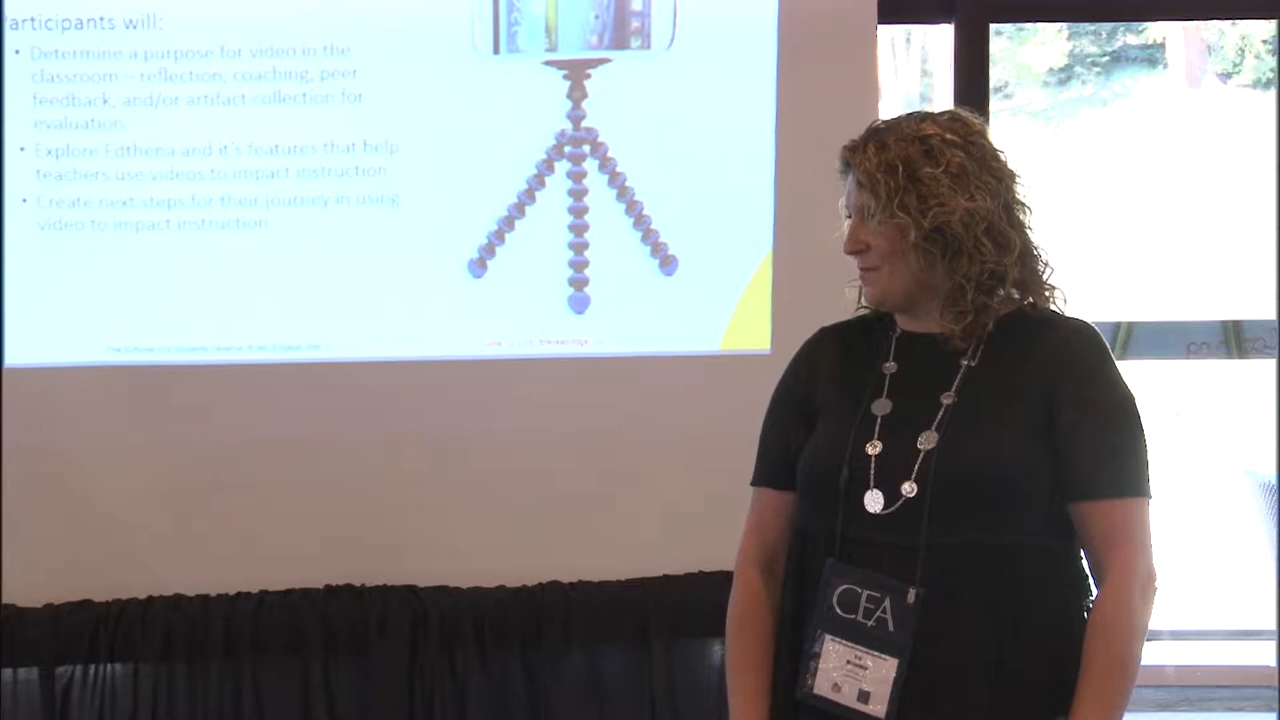 articipants will:
• Determine a purpose for video in the
classroom – reflection, coaching, peer
feedback, and/or artifact collection for
evaluation.
• Explore Edthena and it's features that help
teachers use videos to impact instruction.
• Create next steps for their journey in using
video to impact instruction.
CEA